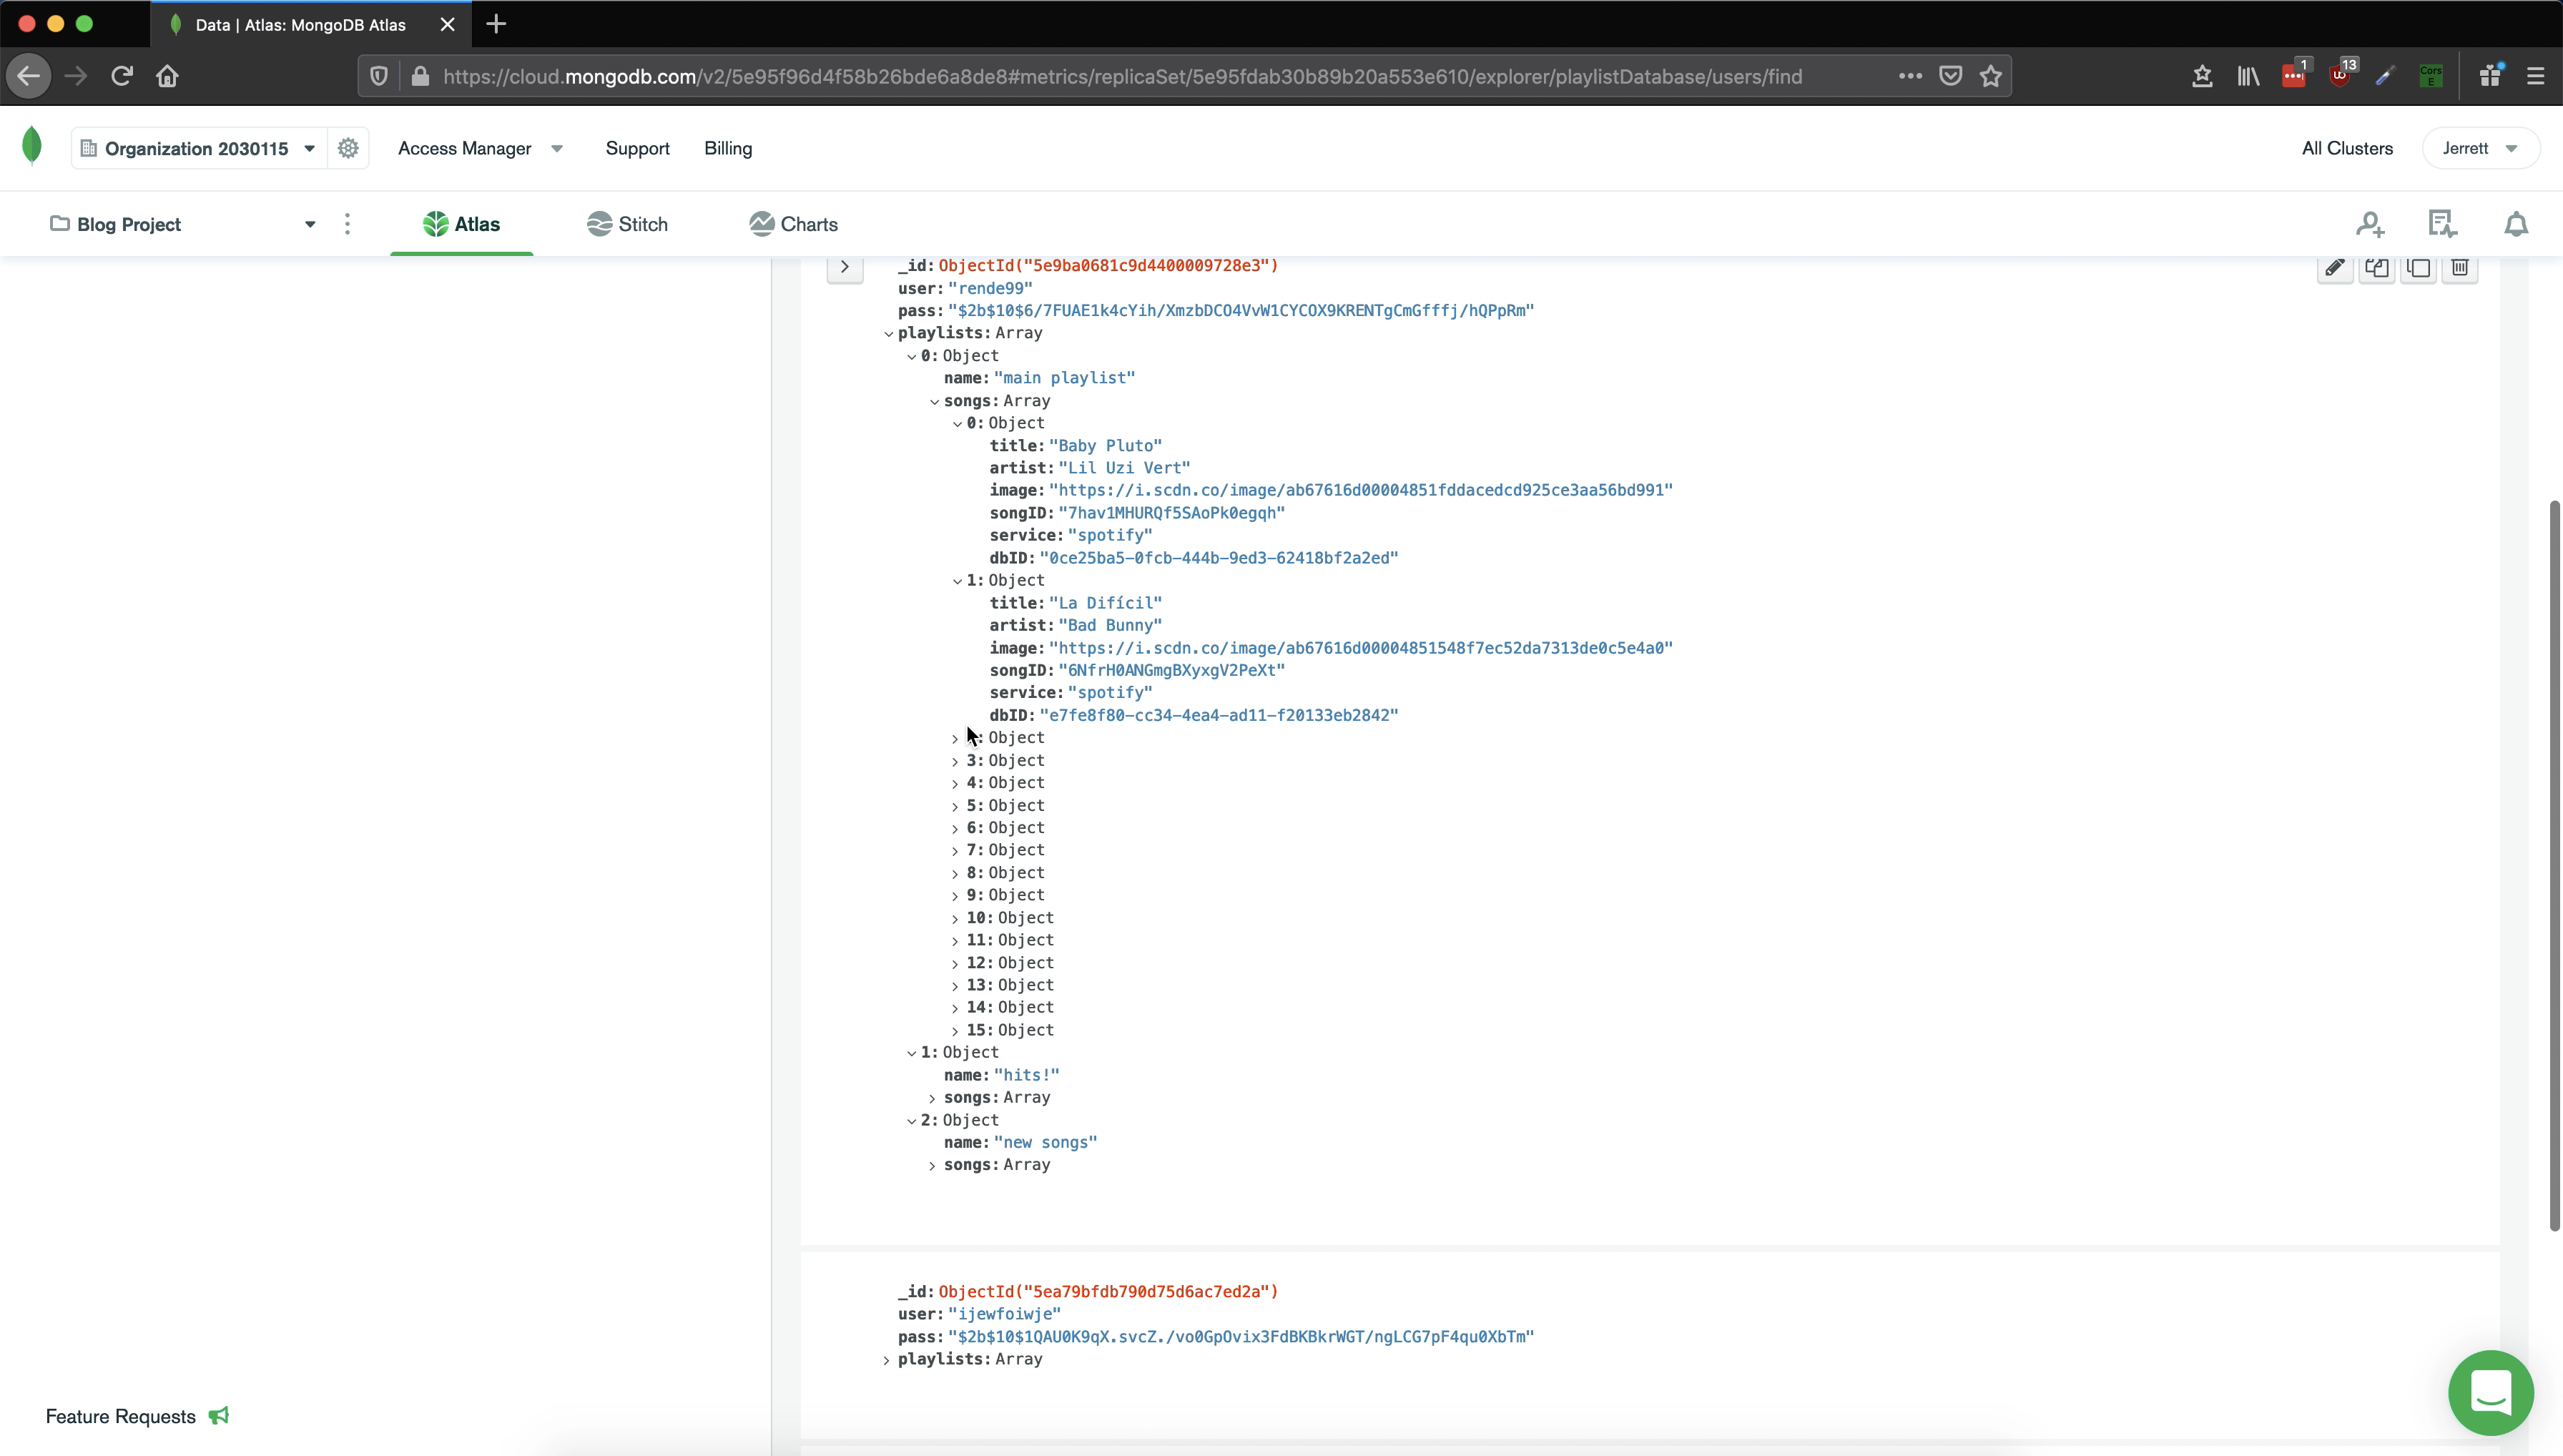 Data | Atlas: MongoDB Atlas
https://cloud.mongodb.com/v2/5e95f96d4f58b26bde6a8de8#metrics/replicaSet/5e95fdab30b89b20a553e610/explorer/playlistDatabase/users/find
1
13
Cors E
Organization 2030115
Access Manager
Support
Billing
All Clusters
Jerrett
Blog Project
Atlas
Stitch
Charts
_id: ObjectId("5e9ba0681c9d4400009728e3")
user: "rende99"
pass: "$2b$10$6/7FUAE1k4cYih/XmzbDCO4VvW1CYCOX9KRENTgCmGfffj/hQPpRm"
playlists: Array
0: Object
name: "main playlist"
songs: Array
0: Object
title: "Baby Pluto"
artist: "Lil Uzi Vert"
image: "https://i.scdn.co/image/ab67616d00004851fddacedcd925ce3aa56bd991"
songID: "7hav1MHURQf5SAoPk0egqh"
service: "spotify"
dbID: "0ce25ba5-0fcb-444b-9ed3-62418bf2a2ed"
1: Object
title: "La Difícil"
artist: "Bad Bunny"
image: "https://i.scdn.co/image/ab67616d00004851548f7ec52da7313de0c5e4a0"
songID: "6NfrH0ANGmgBXyxgV2PeXt"
service: "spotify"
dbID: "e7fe8f80-cc34-4ea4-ad11-f20133eb2842"
: Object
3: Object
4: Object
5: Object
6: Object
7: Object
8: Object
9: Object
10: Object
11: Object
12: Object
13: Object
14: Object
15: Object
1: Object
name: "hits!"
songs: Array
2: Object
name: "new songs"
songs: Array
_id: ObjectId("5ea79bfdb790d75d6ac7ed2a")
user: "ijewfoiwje"
pass: "$2b$10$1QAU0K9qX.svcZ./vo0GpOvix3FdBKBkrWGT/ngLCG7pF4qu0XbTm"
playlists: Array
Feature Requests